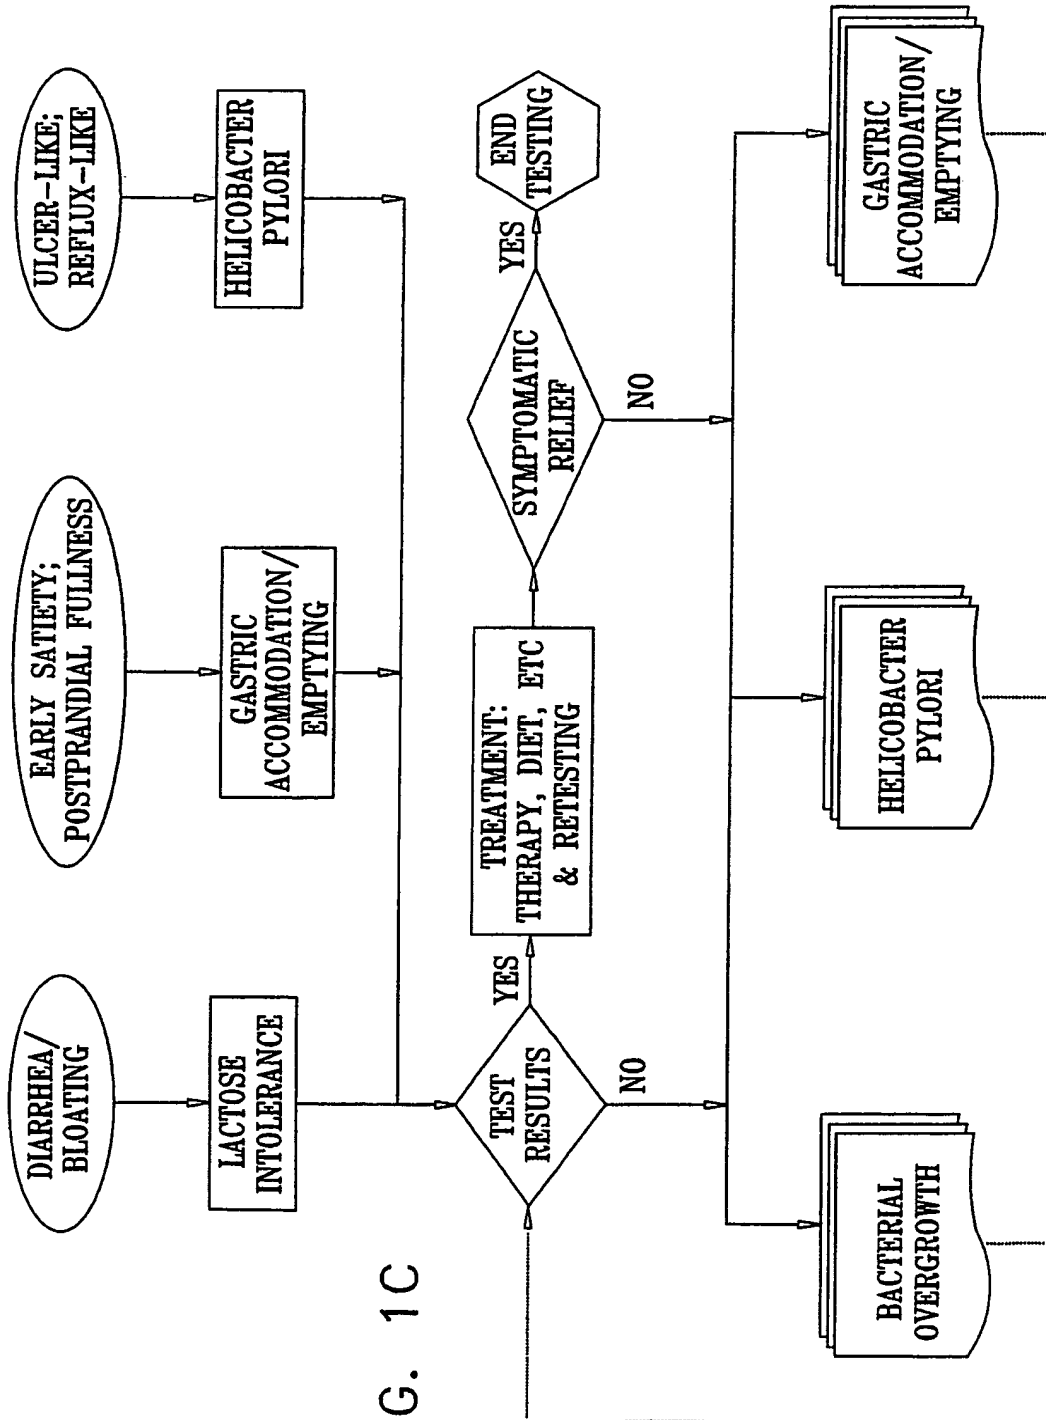 DIARRHEA/
BLOATING
EARLY SATIETY;
POSTPRANDIAL FULLNESS
ULCER-LIKE;
REFLUX-LIKE
LACTOSE
INTOLERANCE
GASTRIC
ACCOMMODATION/
EMPTYING
HELICOBACTER
PYLORI
G. 1C
TEST
RESULTS
YES
NO
TREATMENT:
THERAPY, DIET, ETC
& RETESTING
SYMPTOMATIC
RELIEF
YES
NO
END
TESTING
BACTERIAL
OVERGROWTH
HELICOBACTER
PYLORI
GASTRIC
ACCOMMODATION/
EMPTYING